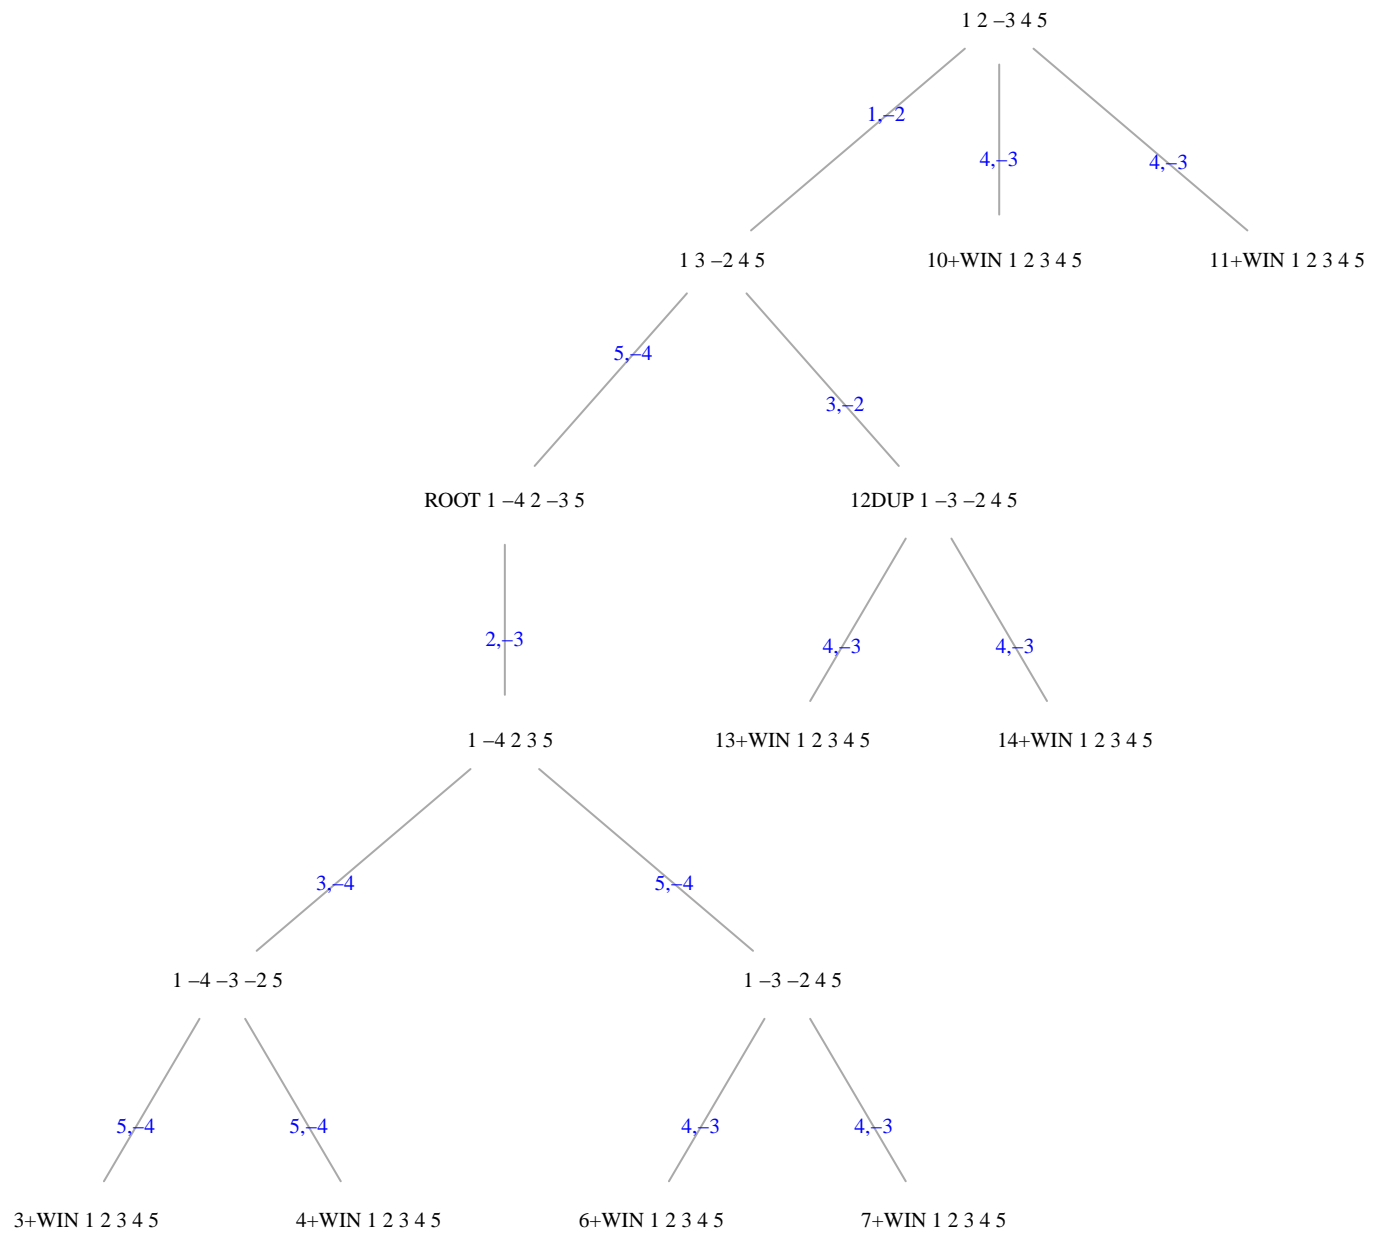 1 2 –3 4 5
1,–2
4,–3
4,–3
1 3 –2 4 5
10+WIN 1 2 3 4 5
11+WIN 1 2 3 4 5
5,–4
3,–2
ROOT 1 –4 2 –3 5
12DUP 1 –3 –2 4 5
2,–3
4,–3
4,–3
1 –4 2 3 5
13+WIN 1 2 3 4 5
14+WIN 1 2 3 4 5
3,–4
5,–4
1 –4 –3 –2 5
1 –3 –2 4 5
5,–4
5,–4
4,–3
4,–3
3+WIN 1 2 3 4 5
4+WIN 1 2 3 4 5
6+WIN 1 2 3 4 5
7+WIN 1 2 3 4 5